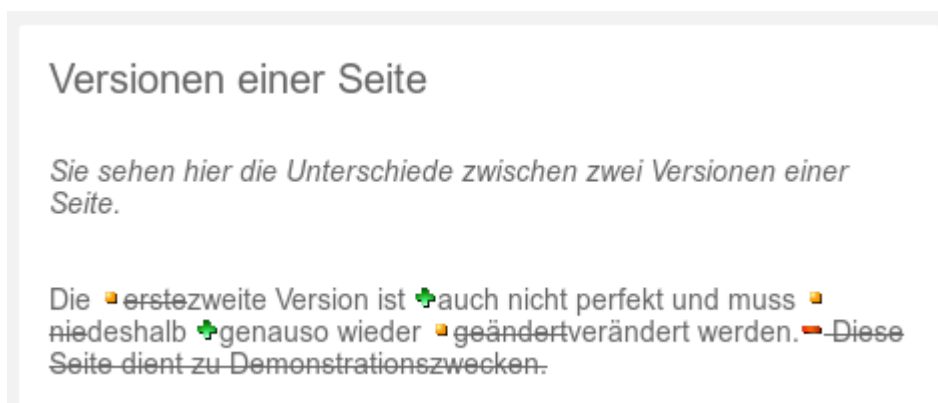 Versionen einer Seite
Sie sehen hier die Unterschiede zwischen zwei Versionen einer
Seite.
Die erstezweite Version ist auch nicht perfekt und muss
niedeshalb genauso wieder geändertverändert werden. Diese
Seite dient zu Demonstrationszwecken.